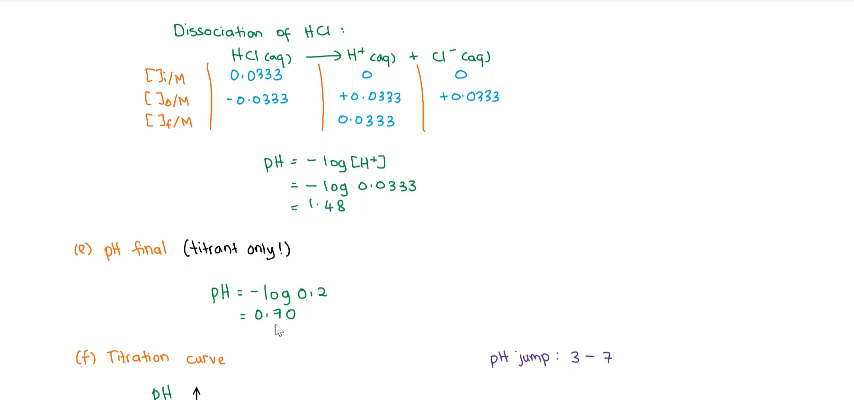 Dissociation of HCl :
HCl (aq) → H⁺ (aq) + Cl⁻ (aq)
[ ]i/M 0.0333 0 0
[ ]Δ/M -0.0333 +0.0333 +0.0333
[ ]f/M 0.0333
pH = - log [H⁺]
= - log 0.0333
= 1.48
(e) pH final (titrant only!)
pH = - log 0.2
= 0.70
(f) Titration curve
pH jump : 3 - 7
pH ↑